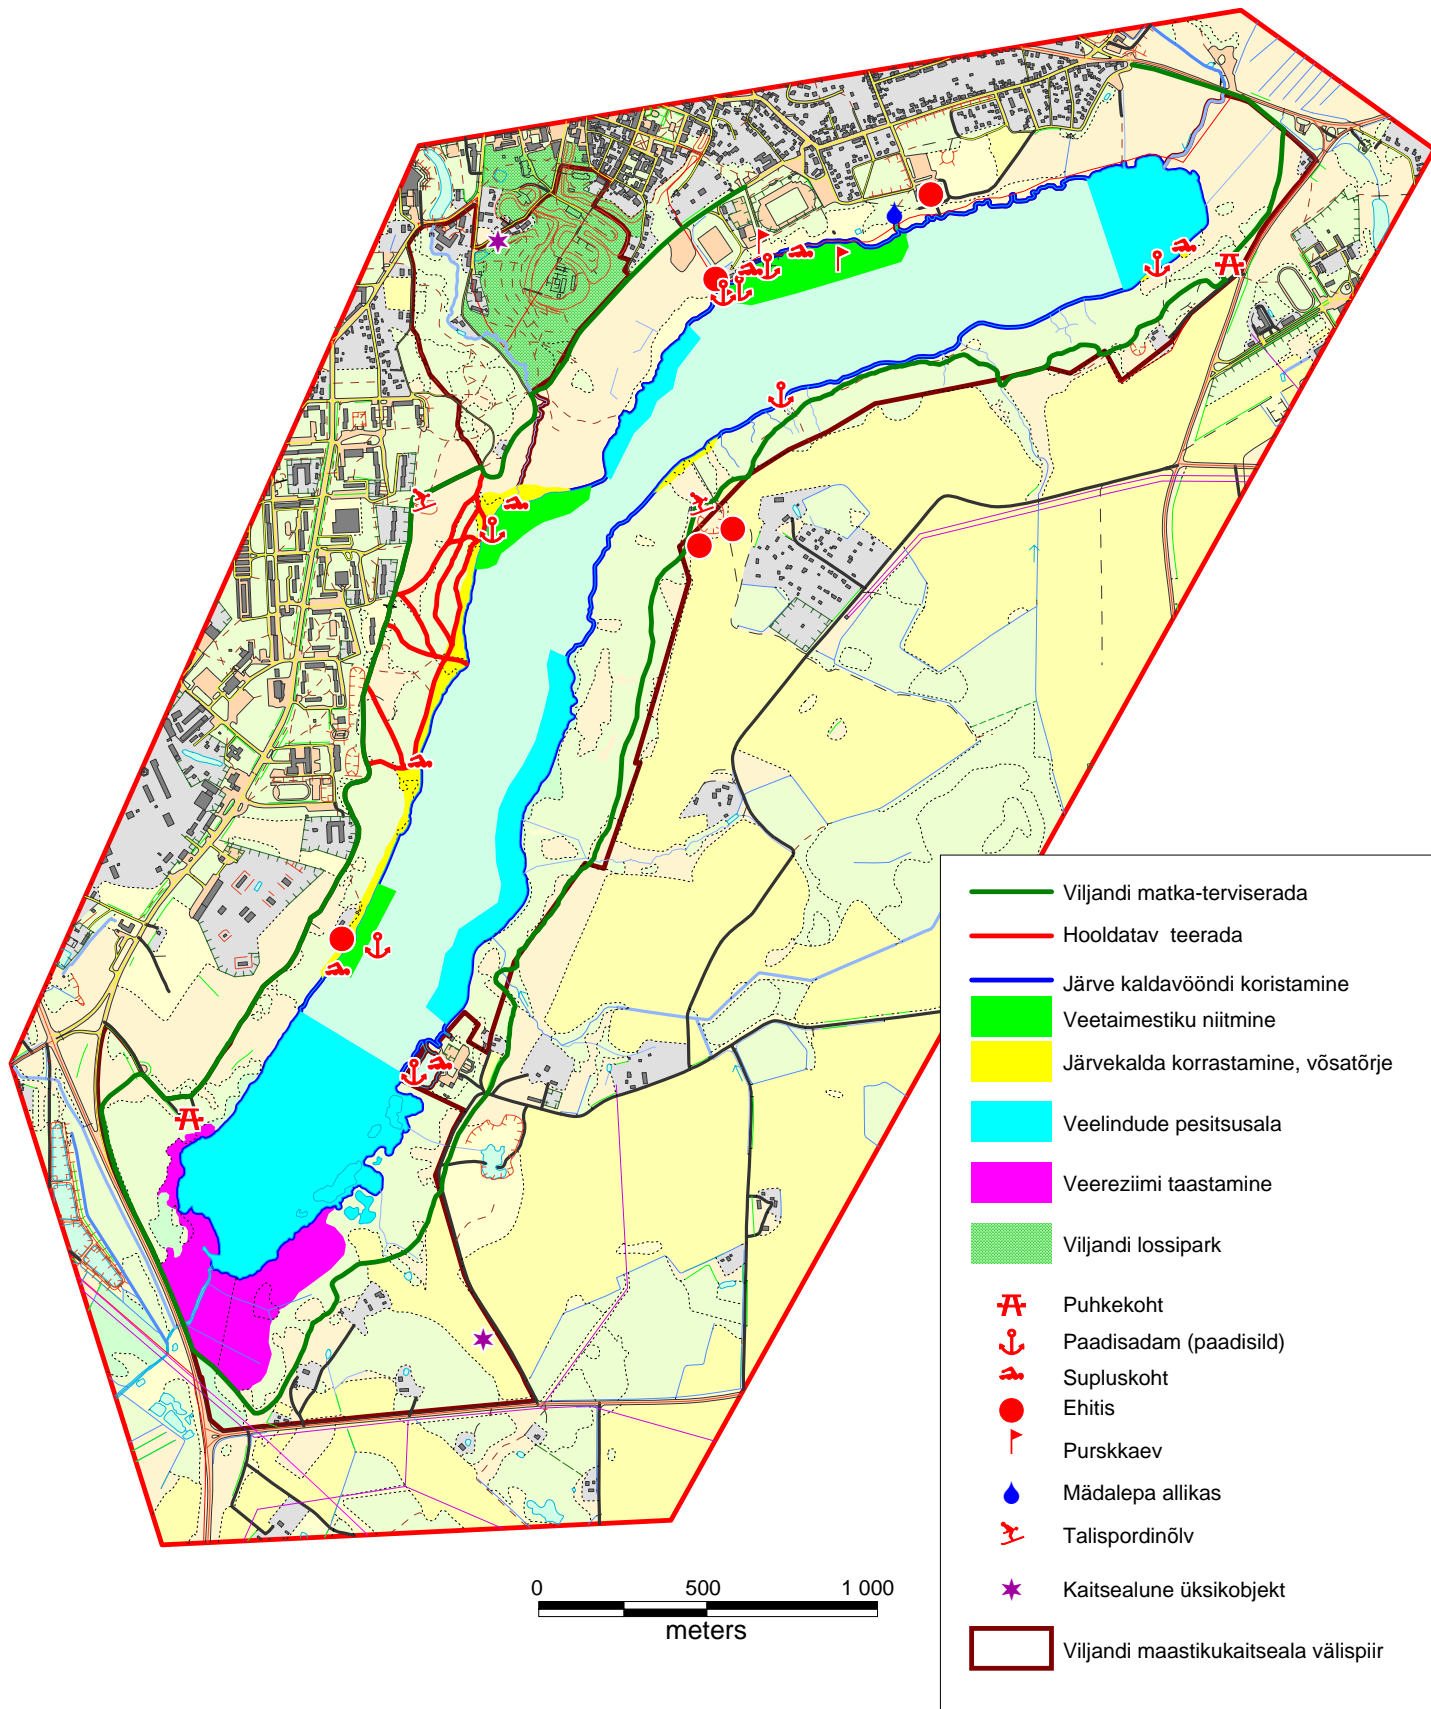 Viljandi matka-terviserada
Hooldatav teerada
Järve kaldavööndi koristamine
Veetaimestiku niitmine
Järvekalda korrastamine, võsatõrje
Veelindude pesitsusala
Veereziimi taastamine
Viljandi lossipark
Puhkekoht
Paadisadam (paadisild)
Supluskoht
Ehitis
Purskkaev
Mädalepa allikas
Talispordinõlv
Kaitsealune üksikobjekt
Viljandi maastikukaitseala välispiir
0 500 1 000
meters